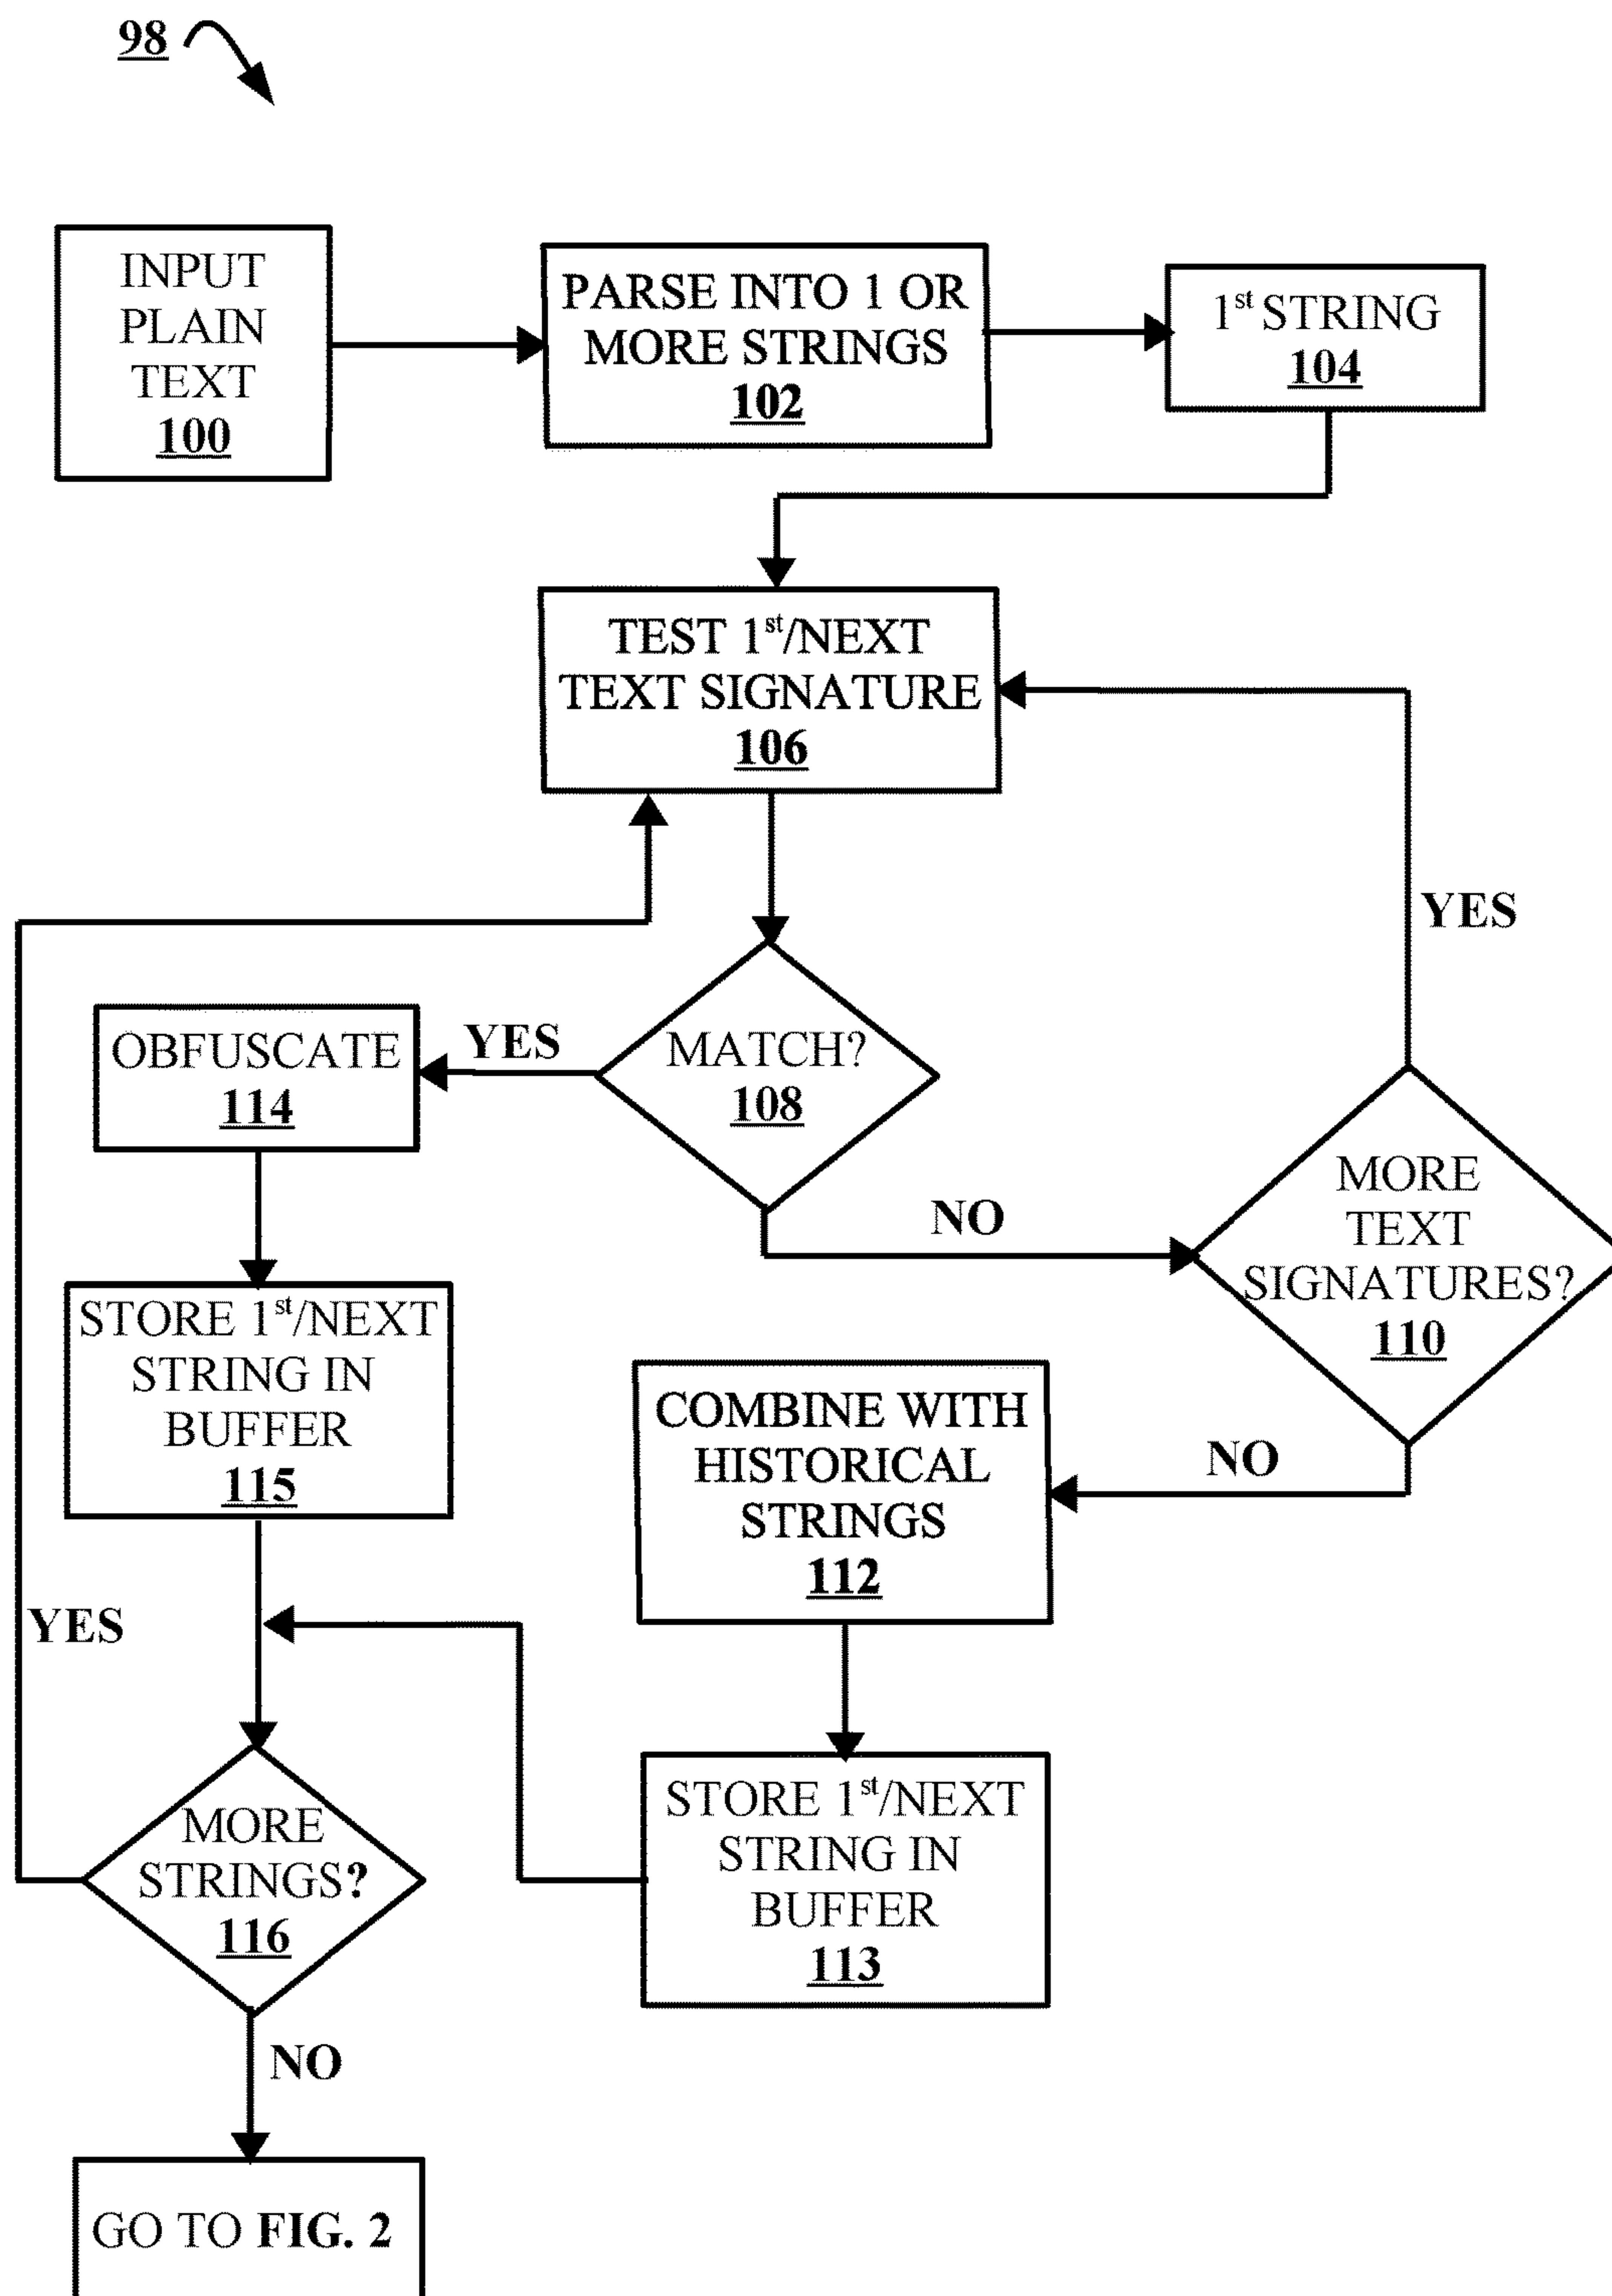 98
INPUT
PLAIN
TEXT
100
PARSE INTO 1 OR
MORE STRINGS
102
1st STRING
104
TEST 1st/NEXT
TEXT SIGNATURE
106
YES
MATCH?
108
YES
OBFUSCATE
114
NO
MORE
TEXT
SIGNATURES?
110
STORE 1st/NEXT
STRING IN
BUFFER
115
COMBINE WITH
HISTORICAL
STRINGS
112
NO
YES
MORE
STRINGS?
116
STORE 1st/NEXT
STRING IN
BUFFER
113
NO
GO TO FIG. 2